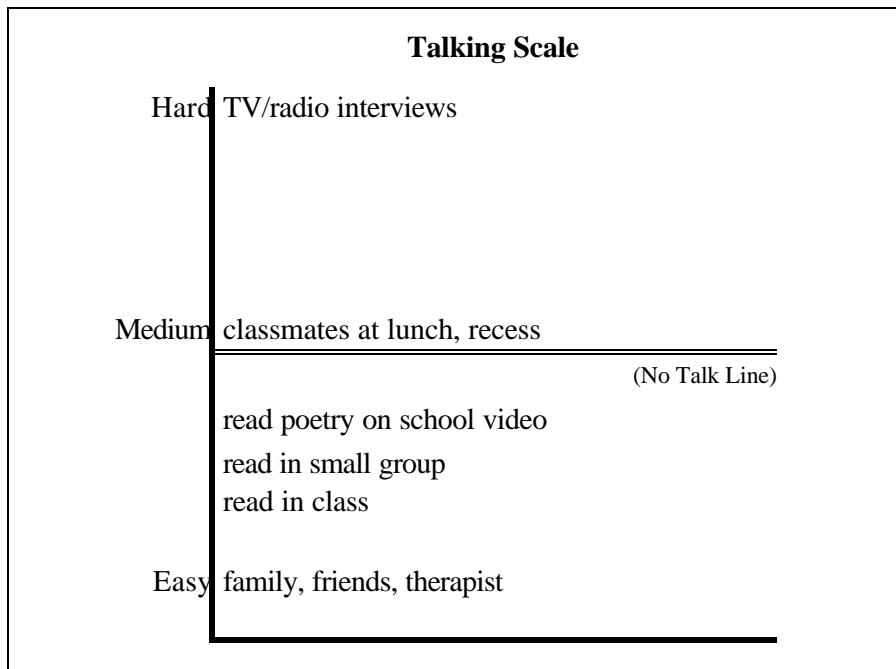 Talking Scale
Hard TV/radio interviews
Medium classmates at lunch, recess
(No Talk Line)
read poetry on school video
read in small group
read in class
Easy family, friends, therapist